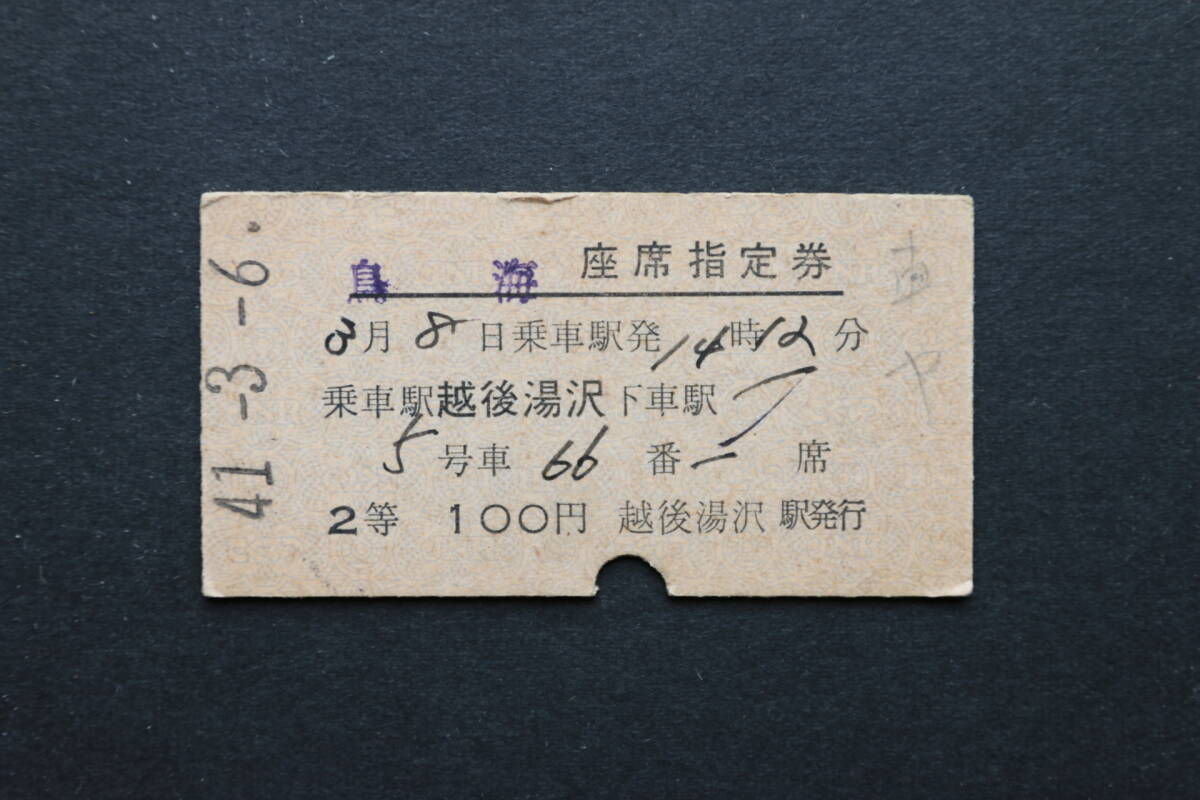 41-3-6.
鳥海 座席指定券
3月8日乗車駅発14時12分
乗車駅越後湯沢下車駅
5号車66番一席
2等 100円 越後湯沢駅発行